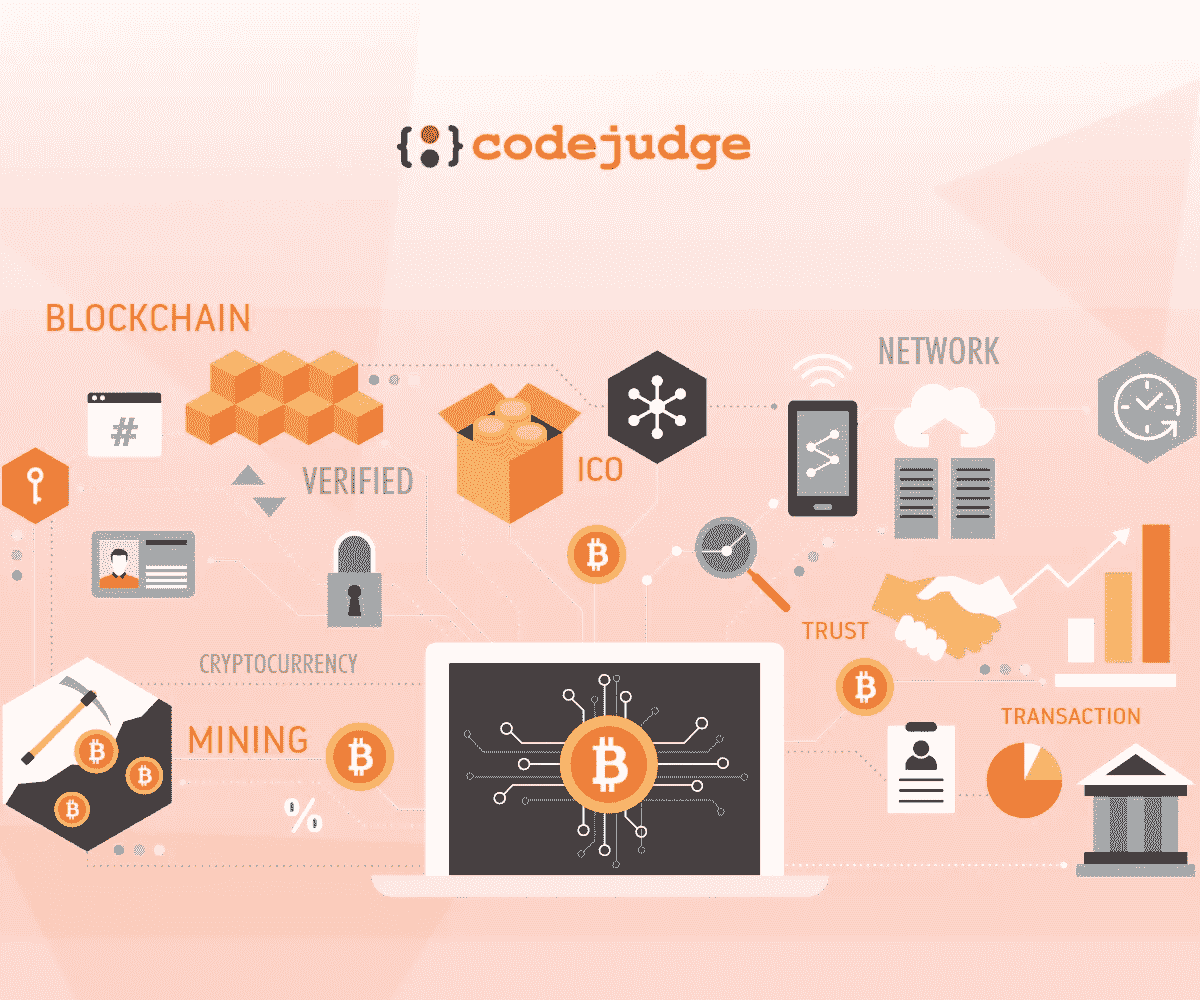 {:} codejudge
BLOCKCHAIN
NETWORK
#
VERIFIED
ICO
TRUST
CRYPTOCURRENCY
TRANSACTION
MINING
%